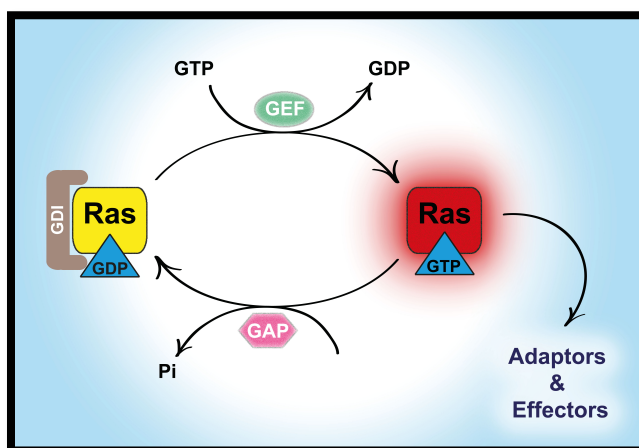 GTP
GDP
GEF
GDI
Ras
GDP
Ras
GTP
GAP
Pi
Adaptors
&
Effectors